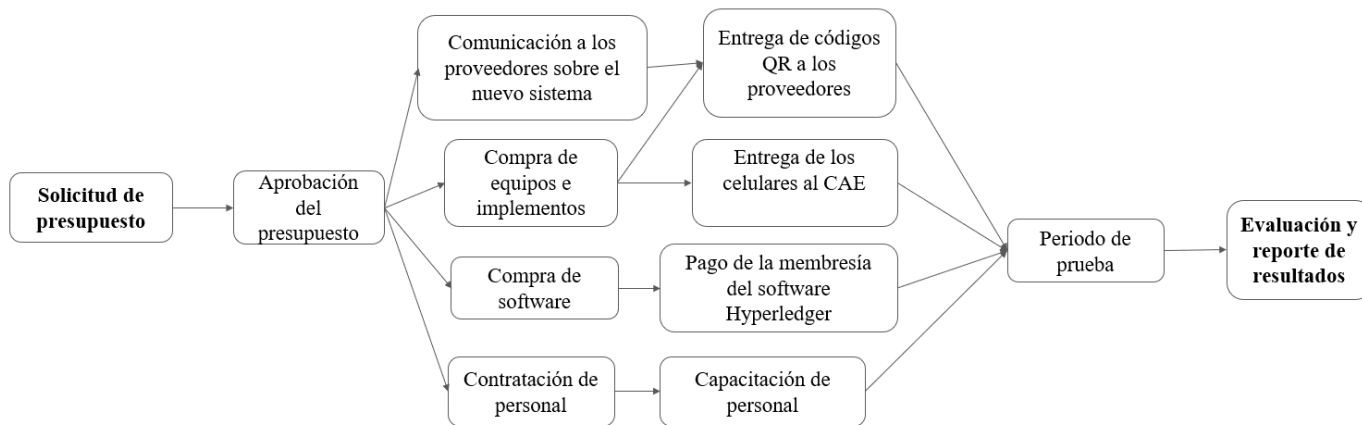 Solicitud de
presupuesto
Aprobación
del
presupuesto
Comunicación a los
proveedores sobre el
nuevo sistema
Compra de
equipos e
implementos
Compra de
software
Contratación de
personal
Entrega de códigos
QR a los
proveedores
Entrega de los
celulares al CAE
Pago de la membresía
del software
Hyperledger
Capacitación de
personal
Periodo de
prueba
Evaluación y
reporte de
resultados